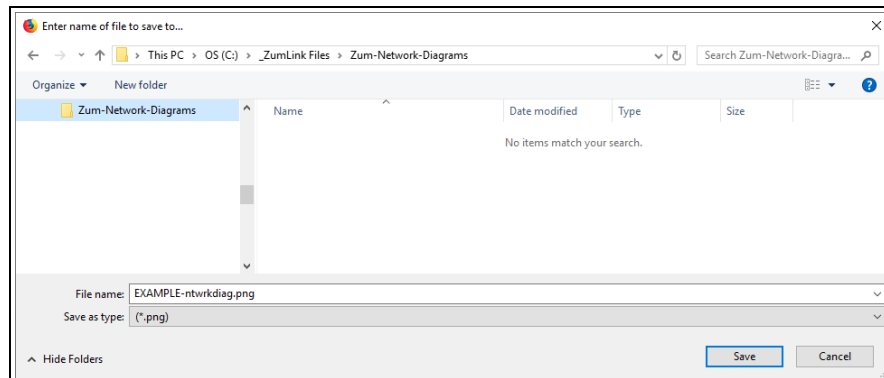 Enter name of file to save to...
This PC > OS (C:) > _ZumLink Files > Zum-Network-Diagrams
Search Zum-Network-Diagra...
Organize
New folder
Zum-Network-Diagrams
Name
Date modified
Type
Size
No items match your search.
File name: EXAMPLE-ntwrkdiag.png
Save as type: (*.png)
Hide Folders
Save
Cancel